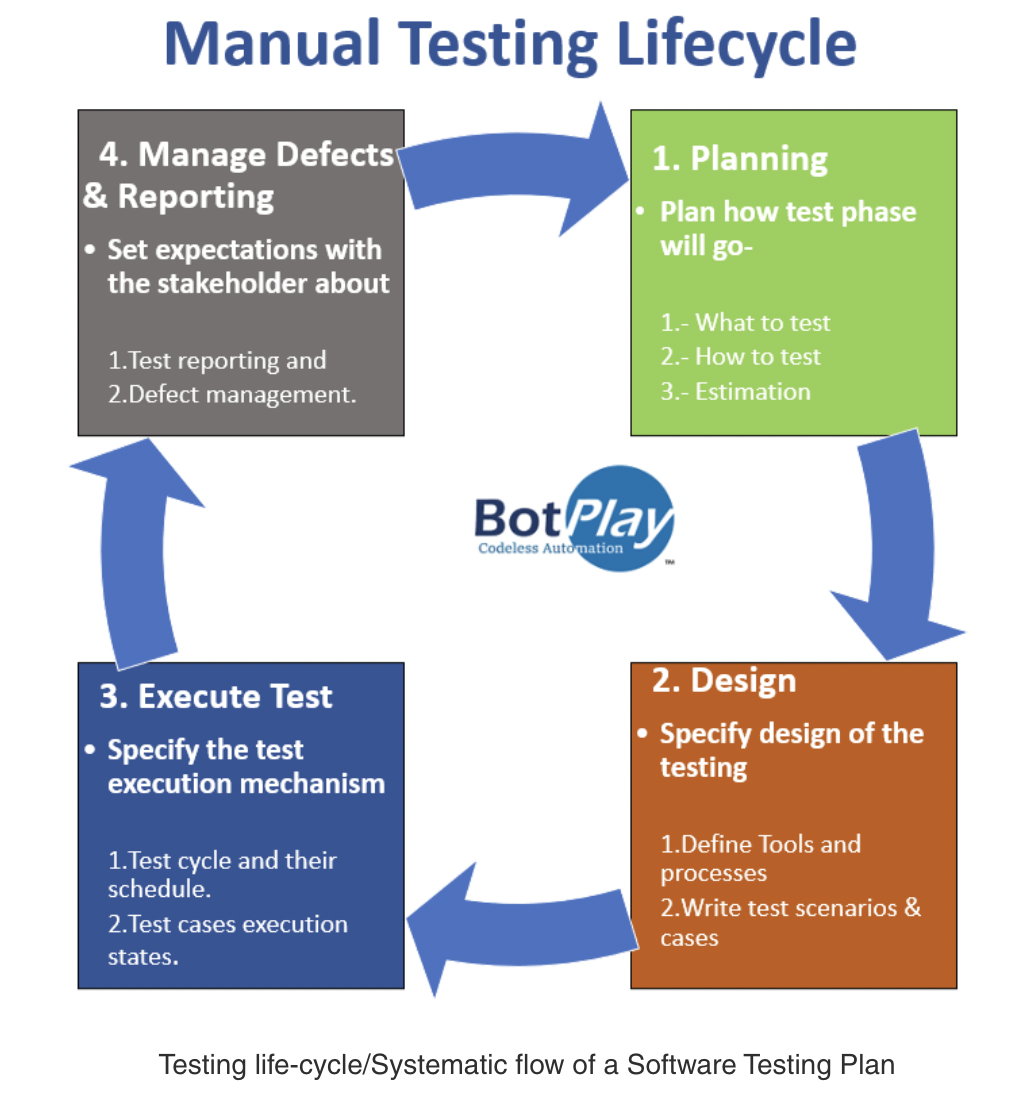 Manual Testing Lifecycle
4. Manage Defects
& Reporting
• Set expectations with
the stakeholder about
1.Test reporting and
2.Defect management.
1. Planning
• Plan how test phase
will go-
1.- What to test
2.- How to test
3.- Estimation
BotPlay
Codeless Automation
™
3. Execute Test
• Specify the test
execution mechanism
1.Test cycle and their
schedule.
2.Test cases execution
states.
2. Design
• Specify design of the
testing
1.Define Tools and
processes
2.Write test scenarios &
cases
Testing life-cycle/Systematic flow of a Software Testing Plan